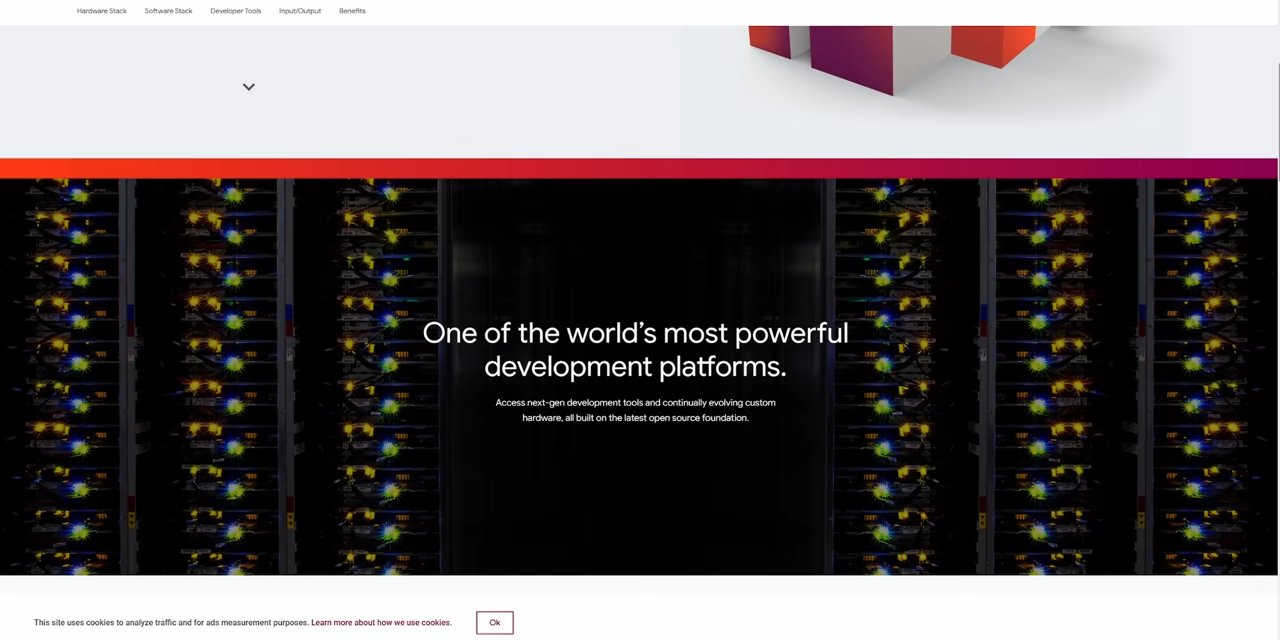 Hardware Stack Software Stack Developer Tools Input/Output Benefits
One of the world's most powerful
development platforms.
Access next-gen development tools and continually evolving custom
hardware, all built on the latest open source foundation.
This site uses cookies to analyze traffic and for ads measurement purposes. Learn more about how we use cookies. Ok